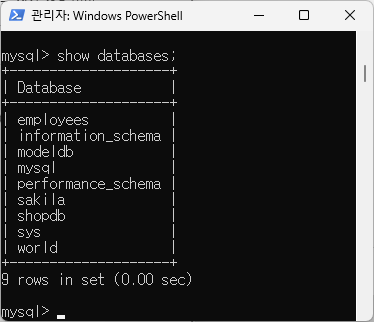 관리자: Windows PowerShell
mysql> show databases;
+--------------------+
| Database           |
+--------------------+
| employees          |
| information_schema |
| modeldb            |
| mysql              |
| performance_schema |
| sakila             |
| shopdb             |
| sys                |
| world              |
+--------------------+
9 rows in set (0.00 sec)
mysql>